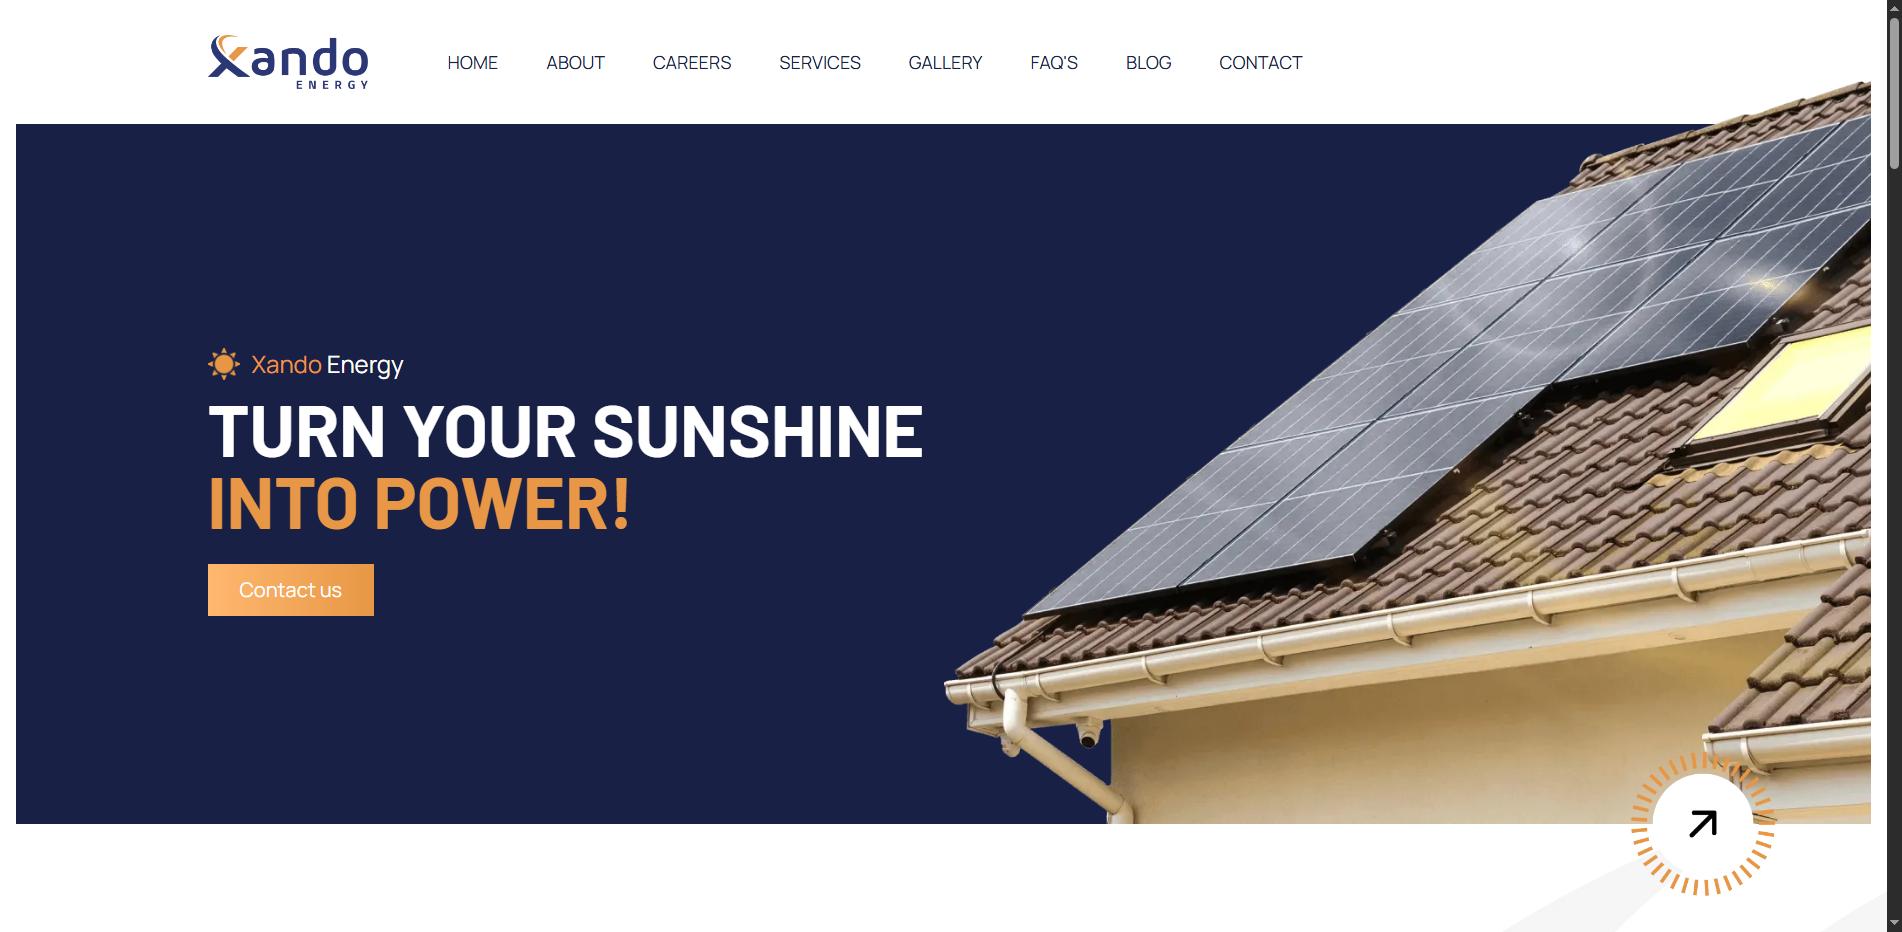 Xando
ENERGY
HOME ABOUT CAREERS SERVICES GALLERY FAQ'S BLOG CONTACT
Xando Energy
TURN YOUR SUNSHINE
INTO POWER!
Contact us